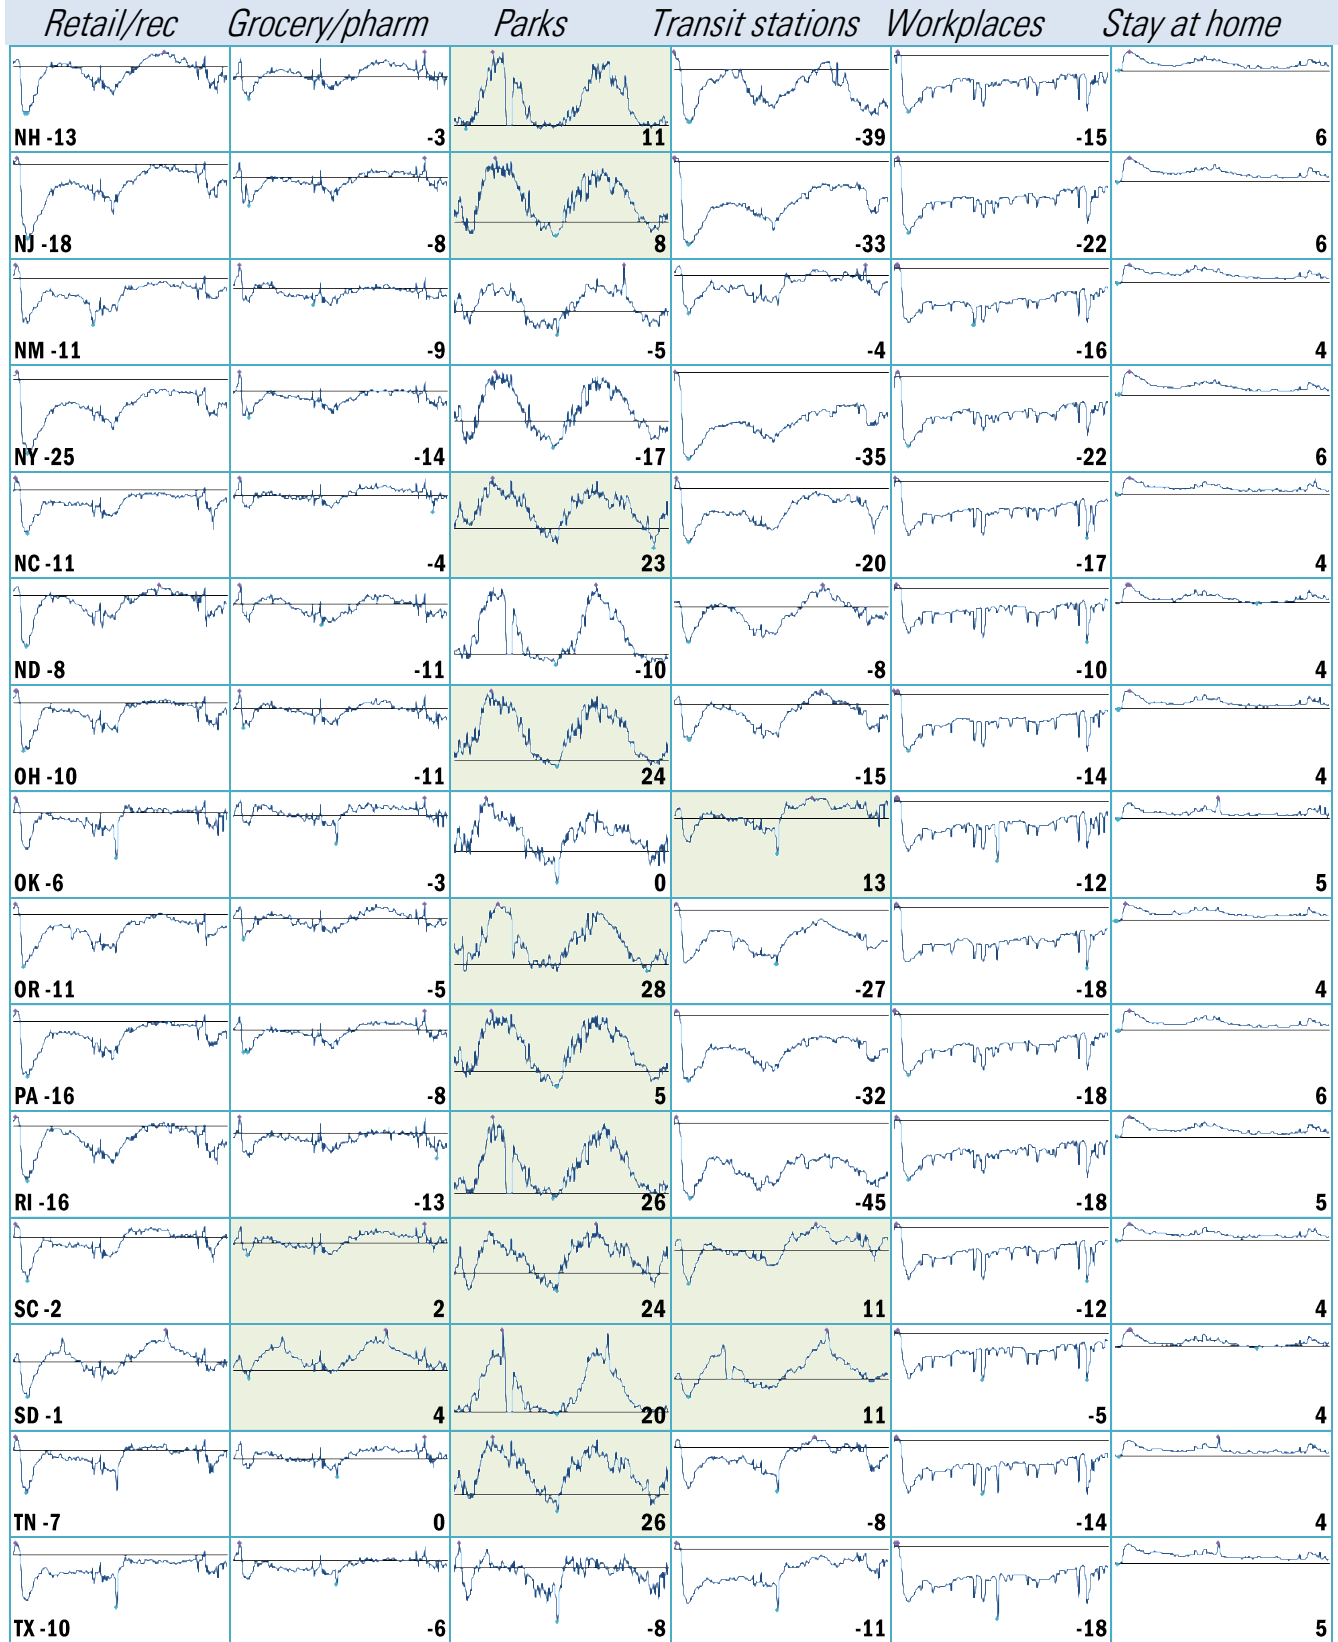 Retail/rec Grocery/pharm Parks Transit stations Workplaces Stay at home
NH -13 -3 11 -39 -15 6
NJ -18 -8 8 -33 -22 6
NM -11 -9 -5 -4 -16 4
NY -25 -14 -17 -35 -22 6
NC -11 -4 23 -20 -17 4
ND -8 -11 -10 -8 -10 4
OH -10 -11 24 -15 -14 4
OK -6 -3 0 13 -12 5
OR -11 -5 28 -27 -18 4
PA -16 -8 5 -32 -18 6
RI -16 -13 26 -45 -18 5
SC -2 2 24 11 -12 4
SD -1 4 20 11 -5 4
TN -7 0 26 -8 -14 4
TX -10 -6 -8 -11 -18 5